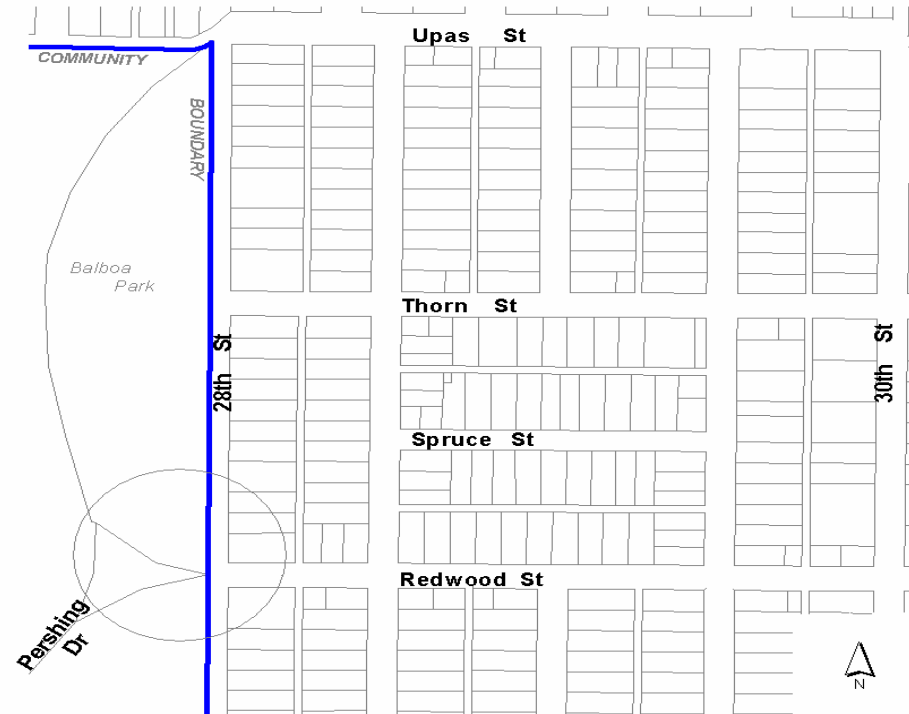 Upas St
COMMUNITY
BOUNDARY
Balboa
Park
Thorn St
28th St
30th St
Spruce St
Redwood St
Pershing
Dr
N